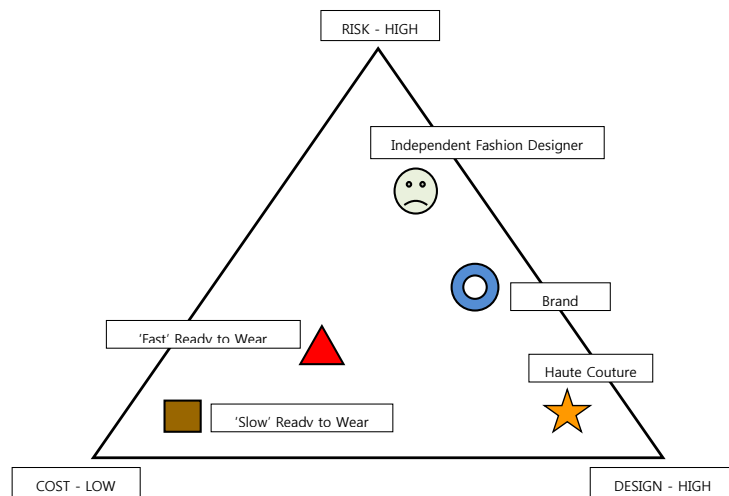 RISK - HIGH
Independent Fashion Designer
Brand
‘Fast’ Ready to Wear
Haute Couture
‘Slow’ Ready to Wear
COST - LOW
DESIGN - HIGH